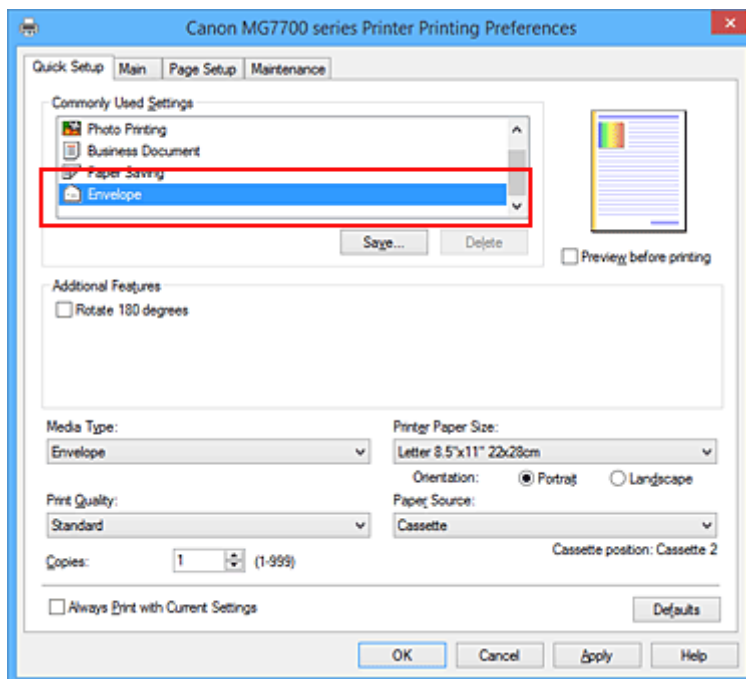 Canon MG7700 series Printer Printing Preferences
Quick Setup Main Page Setup Maintenance
Commonly Used Settings
Photo Printing
Business Document
Paper Saving
Envelope
Save... Delete
Preview before printing
Additional Features
Rotate 180 degrees
Media Type: Printer Paper Size:
Envelope Letter 8.5"x11" 22x28cm
Orientation: Portrait Landscape
Print Quality: Paper Source:
Standard Cassette
Cassette position: Cassette 2
Copies: 1 (1-999)
Always Print with Current Settings Defaults
OK Cancel Apply Help